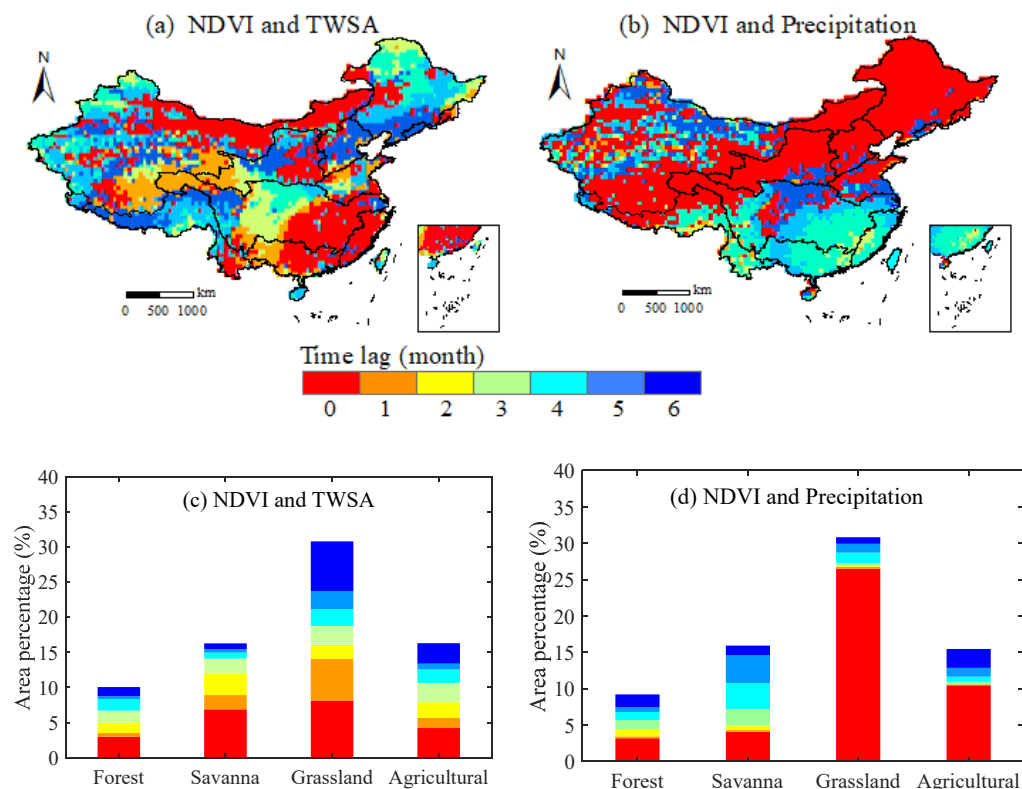 (a) NDVI and TWSA
(b) NDVI and Precipitation
N
N
km
0 500 1000
km
0 500 1000
Time lag (month)
0 1 2 3 4 5 6
(c) NDVI and TWSA
Area percentage (%)
40
35
30
25
20
15
10
5
0
Forest Savanna Grassland Agricultural
(d) NDVI and Precipitation
Area percentage (%)
40
35
30
25
20
15
10
5
0
Forest Savanna Grassland Agricultural